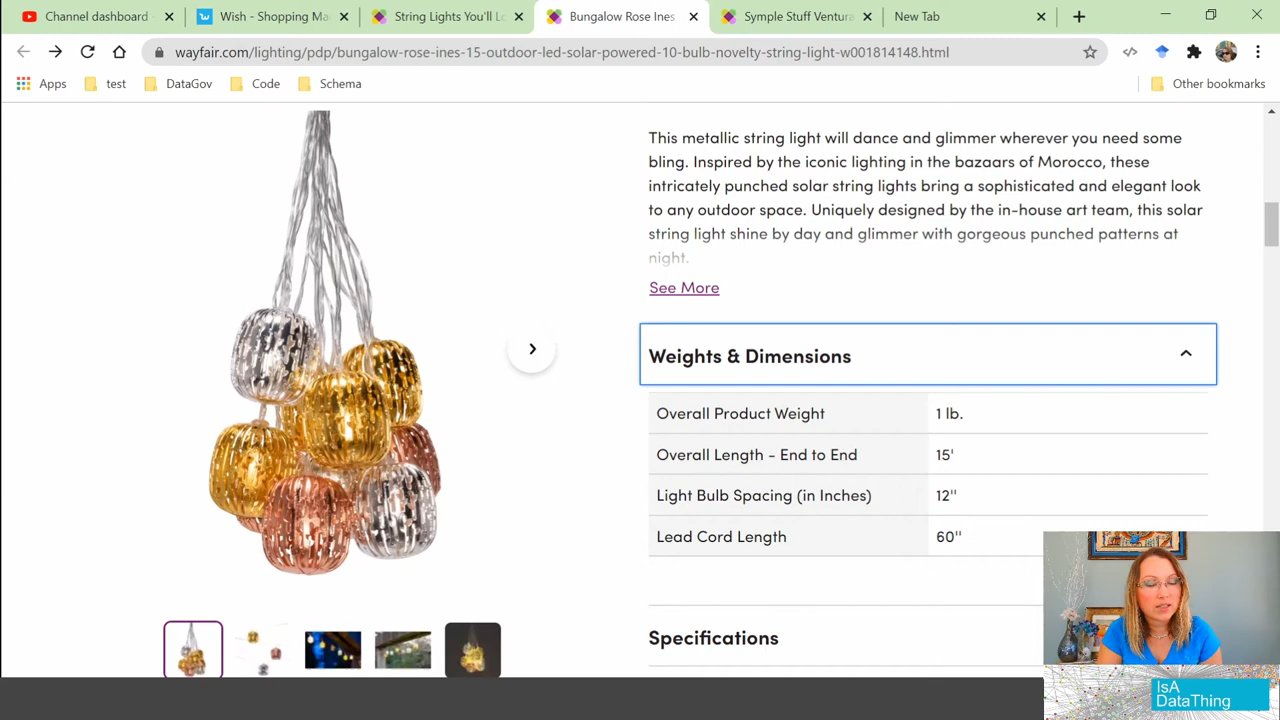 Channel dashboard
Wish - Shopping Ma
String Lights You'll Lo
Bungalow Rose Ines
Symple Stuff Ventura
New Tab
wayfair.com/lighting/pdp/bungalow-rose-ines-15-outdoor-led-solar-powered-10-bulb-novelty-string-light-w001814148.html
Apps
test
DataGov
Code
Schema
Other bookmarks
This metallic string light will dance and glimmer wherever you need some
bling. Inspired by the iconic lighting in the bazaars of Morocco, these
intricately punched solar string lights bring a sophisticated and elegant look
to any outdoor space. Uniquely designed by the in-house art team, this solar
string light shine by day and glimmer with gorgeous punched patterns at
night.
See More
Weights & Dimensions
Overall Product Weight 1 lb.
Overall Length - End to End 15'
Light Bulb Spacing (in Inches) 12''
Lead Cord Length 60''
Specifications
IsA
DataThing